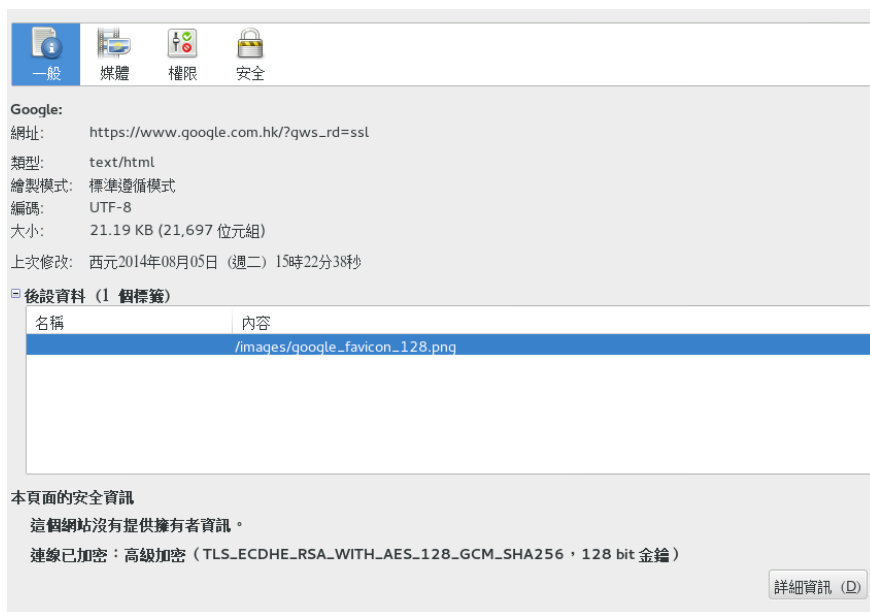 一般 媒體 權限 安全
Google:
網址: https://www.google.com.hk/?gws_rd=ssl
類型: text/html
繪製模式: 標準遵循模式
編碼: UTF-8
大小: 21.19 KB (21,697 位元組)
上次修改: 西元2014年08月05日 (週二) 15時22分38秒
後設資料 (1 個標籤)
名稱 內容
/images/google_favicon_128.png
本頁面的安全資訊
這個網站沒有提供擁有者資訊。
連線已加密：高級加密（TLS_ECDHE_RSA_WITH_AES_128_GCM_SHA256，128 bit 金鑰）
詳細資訊 (D)